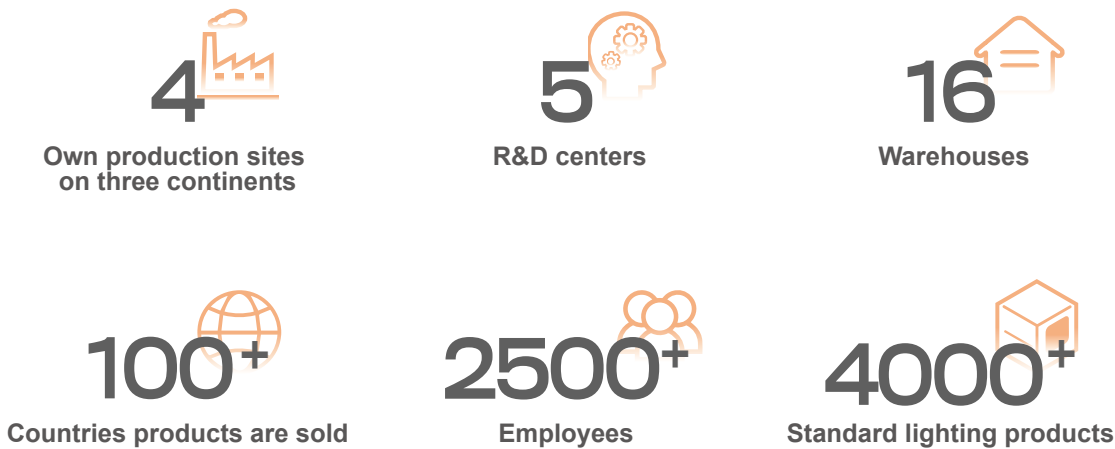 4
Own production sites
on three continents
5
R&D centers
16
Warehouses
100+
Countries products are sold
2500+
Employees
4000+
Standard lighting products